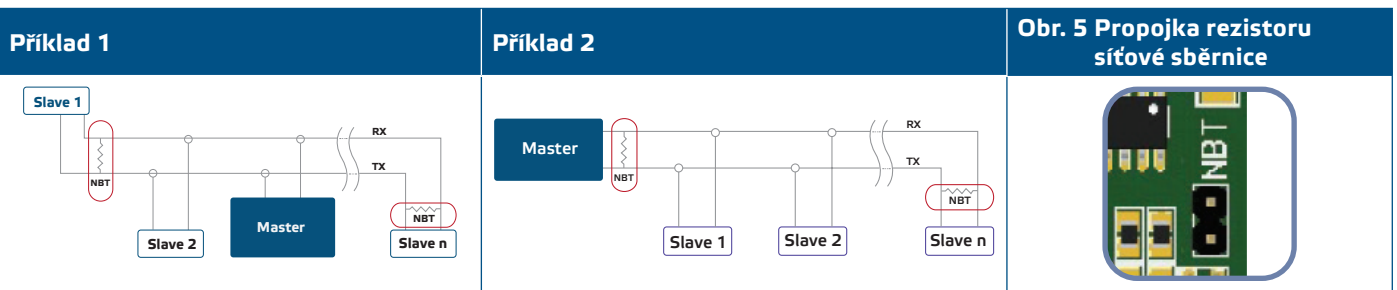 Příklad 1
Příklad 2
Obr. 5 Propojka rezistoru
síťové sběrnice
Slave 1
RX
TX
NBT
NBT
Slave 2
Master
Slave n
Master
RX
TX
NBT
NBT
Slave 1
Slave 2
Slave n
NBT